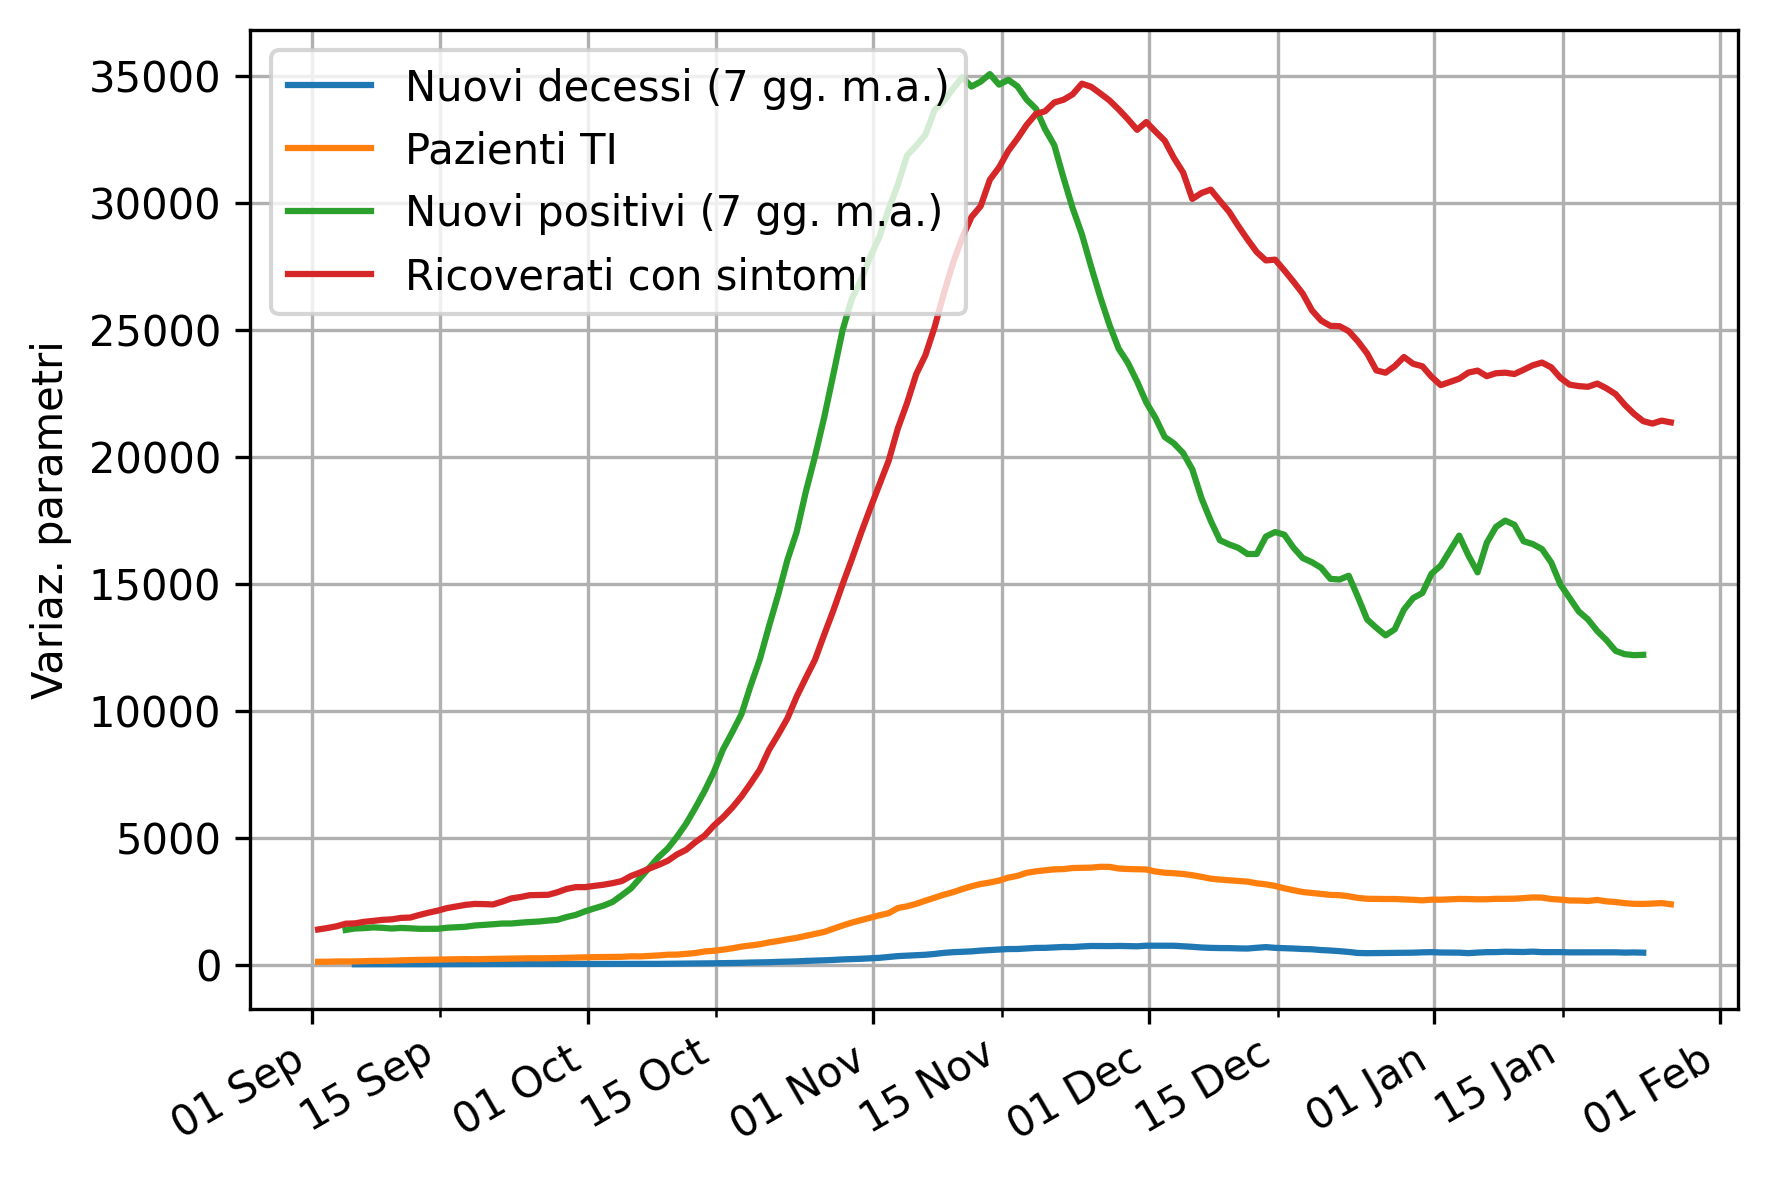 Nuovi decessi (7 gg. m.a.)
Pazienti TI
Nuovi positivi (7 gg. m.a.)
Ricoverati con sintomi
Variaz. parametri
35000
30000
25000
20000
15000
10000
5000
0
01 Sep
15 Sep
01 Oct
15 Oct
01 Nov
15 Nov
01 Dec
15 Dec
01 Jan
15 Jan
01 Feb